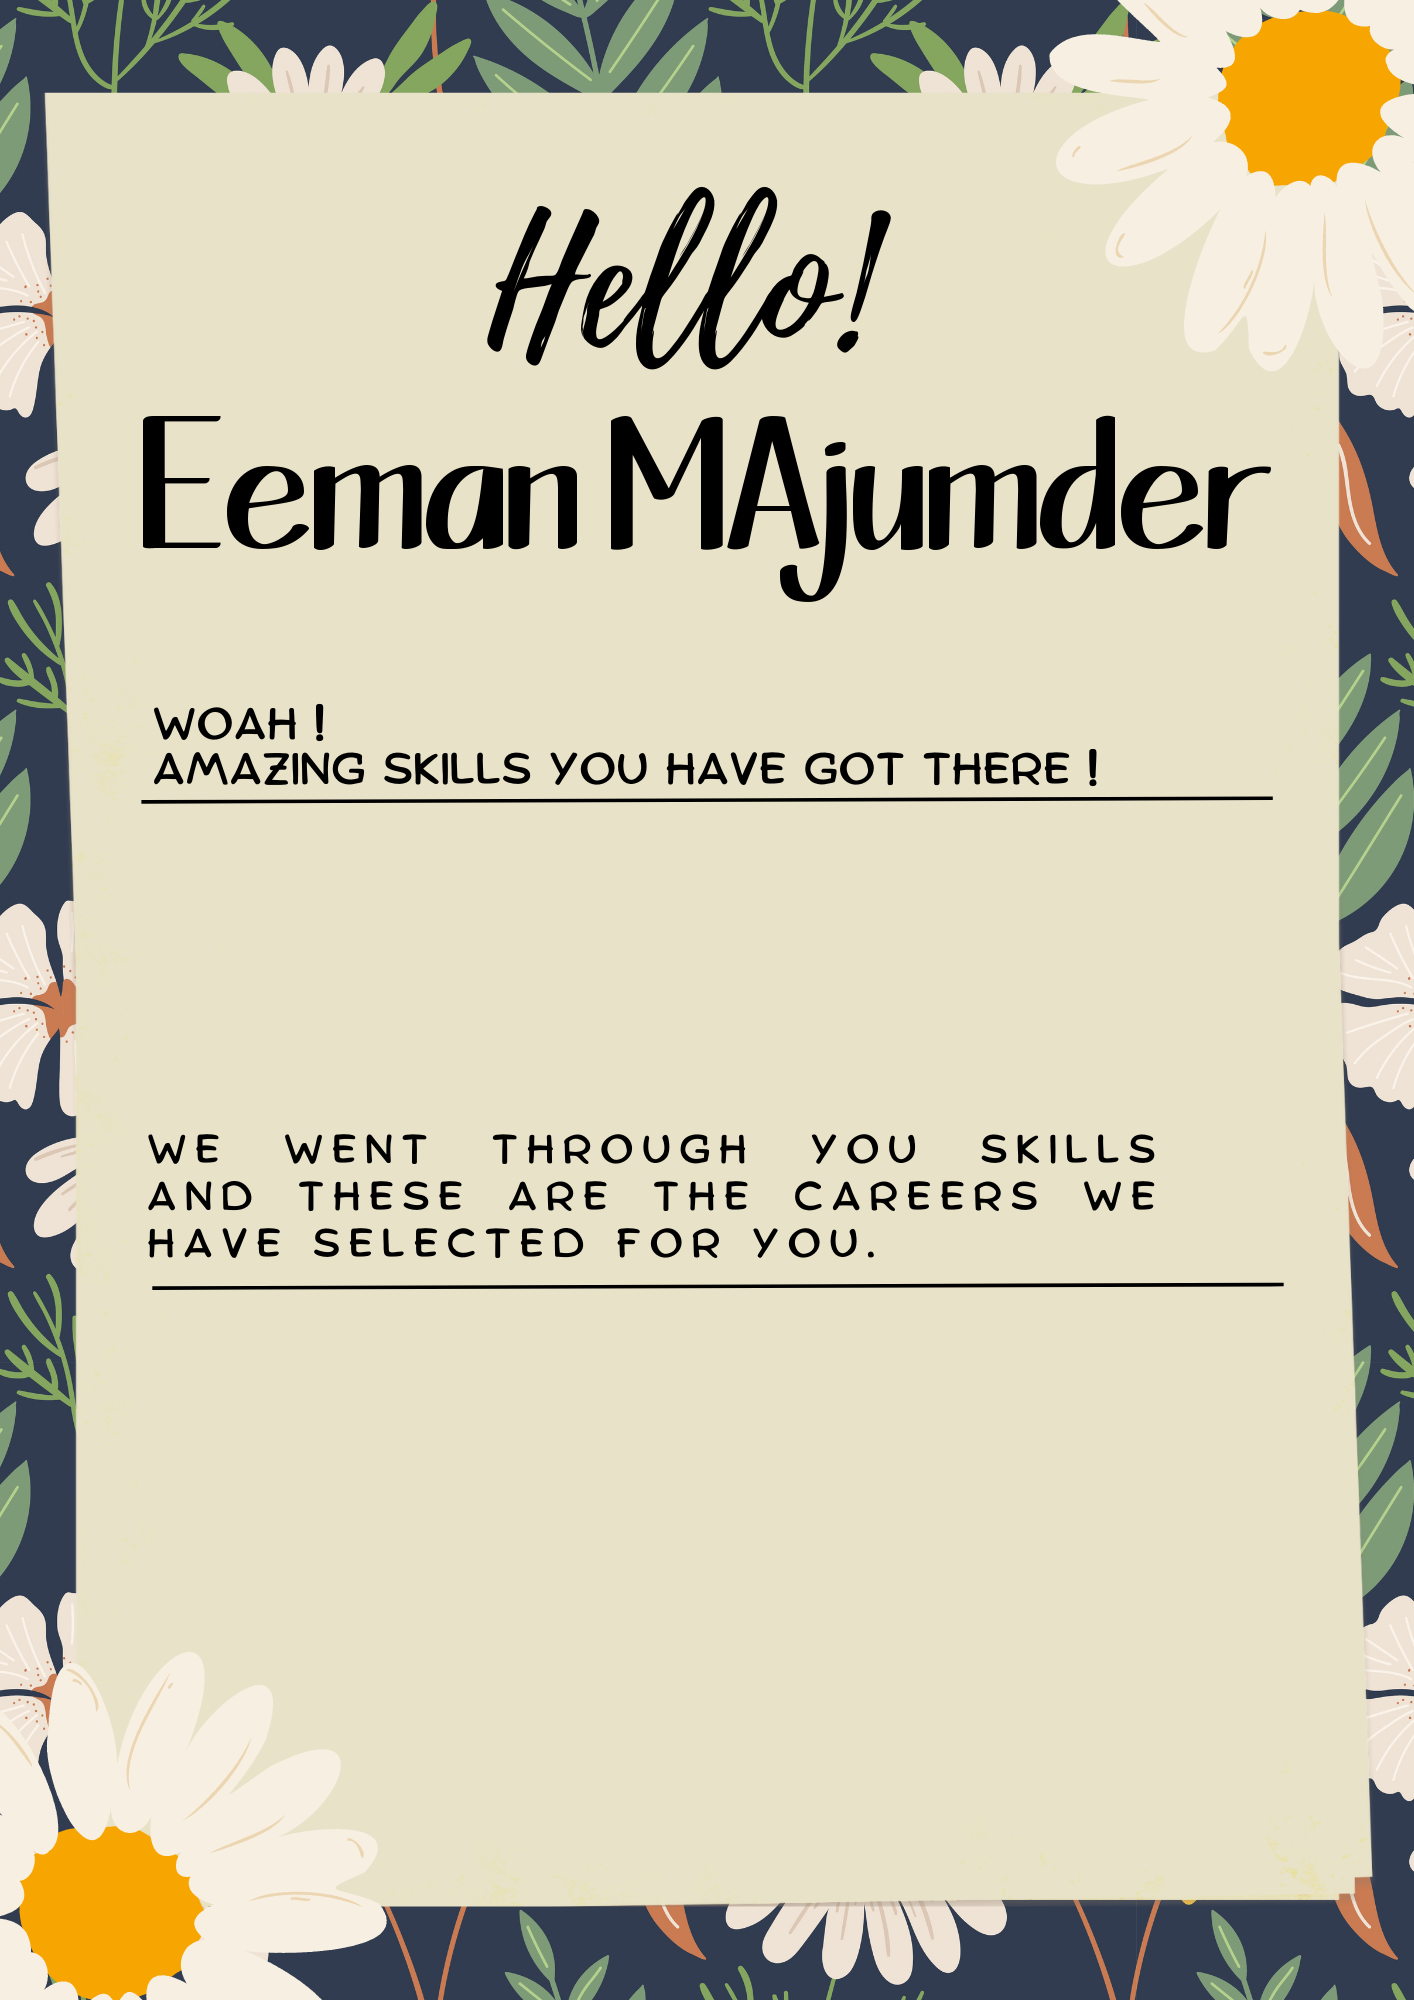 Hello!
Eeman MAjumder
WOAH !
AMAZING SKILLS YOU HAVE GOT THERE !
WE WENT THROUGH YOU SKILLS
AND THESE ARE THE CAREERS WE
HAVE SELECTED FOR YOU.